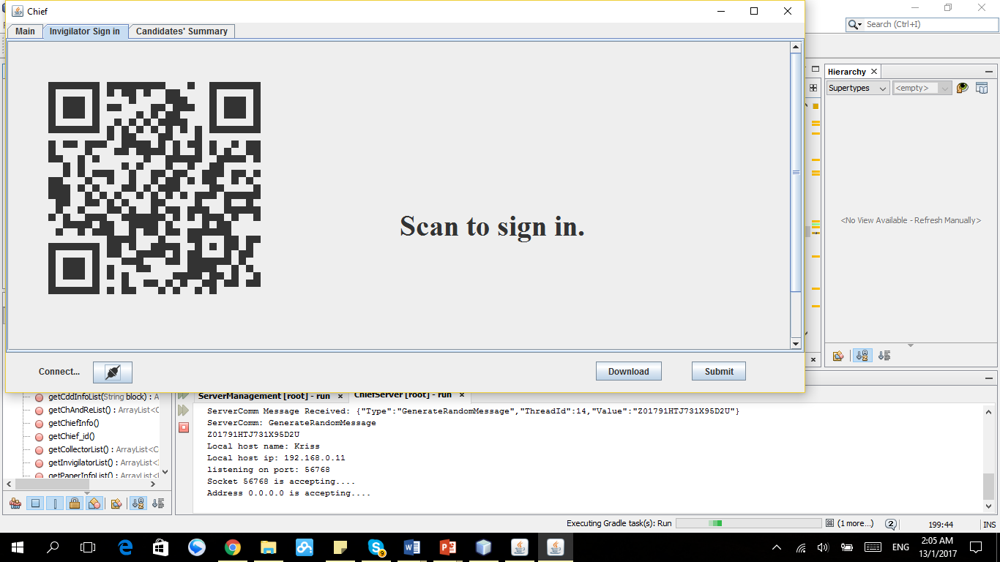 Chief
Main Invigilator Sign in Candidates' Summary
Search (Ctrl+I)
Hierarchy
Supertypes <empty>
Scan to sign in.
<No View Available - Refresh Manually>
Connect... Download Submit
ServerManagement [root] - run ChiefServer [root] - run
getCddInfoList(String block) : A
getChAndReList() : ArrayList<C
getChiefInfo()
getChief_id()
getCollectorList() : ArrayList<C
getInvigilatorList() : ArrayList<I
getPaperInfoList() : ArrayList<
ServerComm Message Received: {"Type":"GenerateRandomMessage","ThreadId":14,"Value":"Z01791HTJ731X95D2U"}
ServerComm: GenerateRandomMessage
Z01791HTJ731X95D2U
Local host name: Kriss
Local host ip: 192.168.0.11
listening on port: 56768
Socket 56768 is accepting....
Address 0.0.0.0 is accepting....
Executing Gradle task(s): Run (1 more...) 2 199:44 INS
9 ENG 2:05 AM
13/1/2017